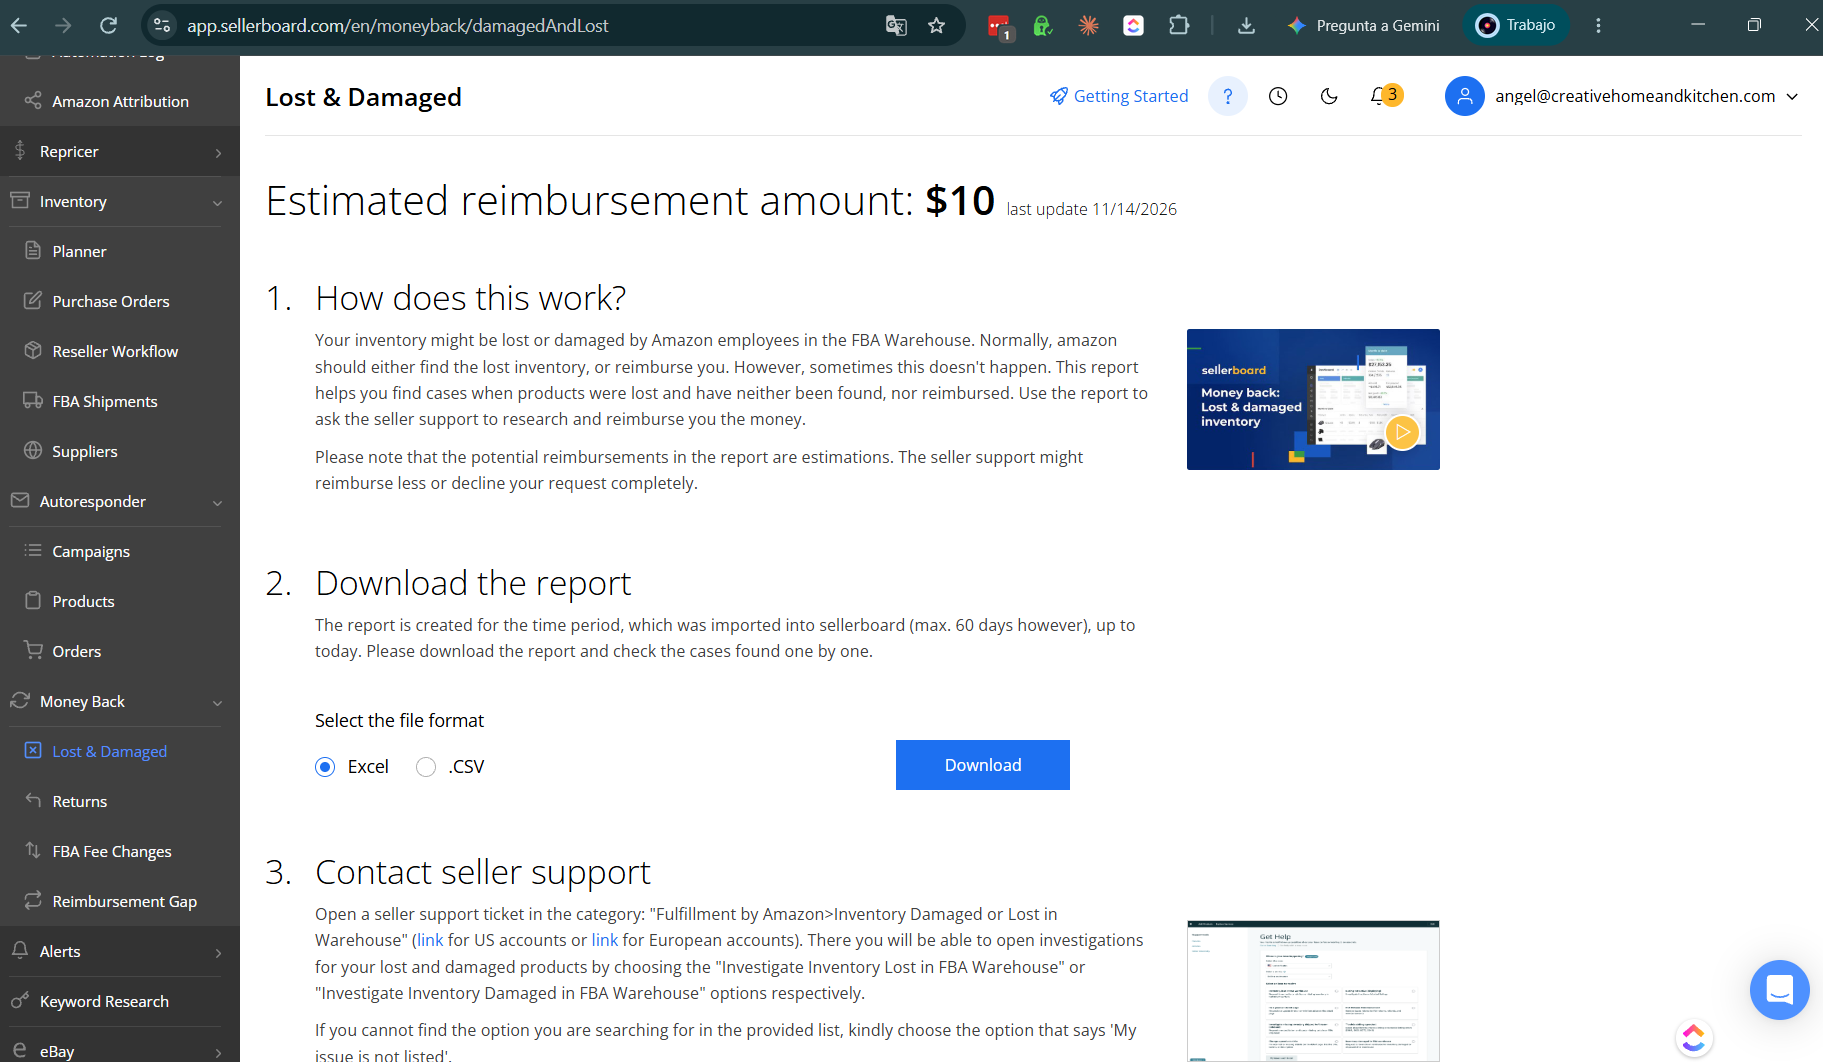 app.sellerboard.com/en/moneyback/damagedAndLost
1
Pregunta a Gemini
Trabajo
Automation Log
Amazon Attribution
Repricer
Inventory
Planner
Purchase Orders
Reseller Workflow
FBA Shipments
Suppliers
Autoresponder
Campaigns
Products
Orders
Money Back
Lost & Damaged
Returns
FBA Fee Changes
Reimbursement Gap
Alerts
Keyword Research
eBay
Lost & Damaged
Getting Started
?
3
angel@creativehomeandkitchen.com
Estimated reimbursement amount: $10 last update 11/14/2026
1. How does this work?
Your inventory might be lost or damaged by Amazon employees in the FBA Warehouse. Normally, amazon
should either find the lost inventory, or reimburse you. However, sometimes this doesn't happen. This report
helps you find cases when products were lost and have neither been found, nor reimbursed. Use the report to
ask the seller support to research and reimburse you the money.
Please note that the potential reimbursements in the report are estimations. The seller support might
reimburse less or decline your request completely.
sellerboard
Money back:
Lost & damaged
inventory
2. Download the report
The report is created for the time period, which was imported into sellerboard (max. 60 days however), up to
today. Please download the report and check the cases found one by one.
Select the file format
Excel
.CSV
Download
3. Contact seller support
Open a seller support ticket in the category: "Fulfillment by Amazon>Inventory Damaged or Lost in
Warehouse" (link for US accounts or link for European accounts). There you will be able to open investigations
for your lost and damaged products by choosing the "Investigate Inventory Lost in FBA Warehouse" or
"Investigate Inventory Damaged in FBA Warehouse" options respectively.
If you cannot find the option you are searching for in the provided list, kindly choose the option that says 'My
issue is not listed'.
Get Help